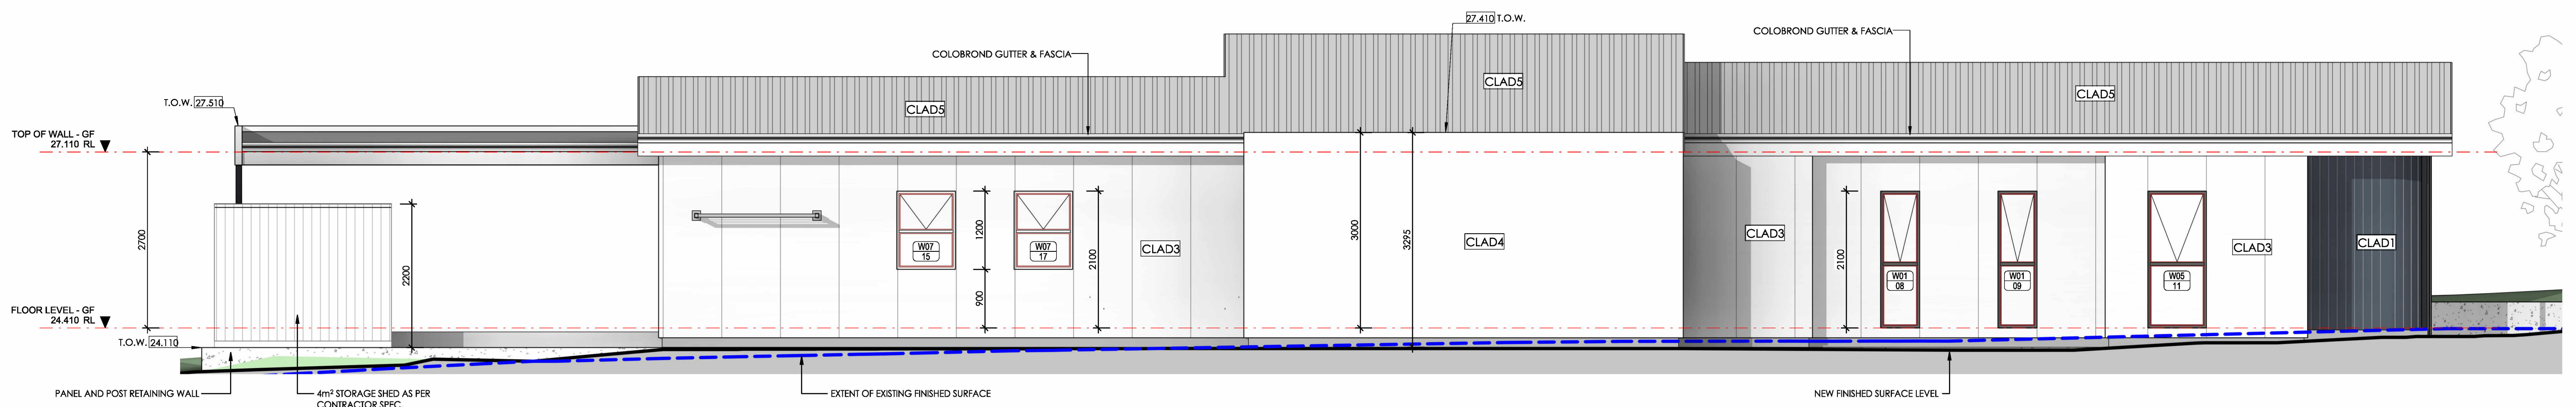 27.410 T.O.W.
COLOBROND GUTTER & FASCIA
COLOBROND GUTTER & FASCIA
CLAD5
CLAD5
CLAD5
T.O.W. 27.510
TOP OF WALL - GF
27.110 RL
2700
2200
1200
900
2100
3000
3295
2100
W07
15
W07
17
CLAD3
CLAD4
CLAD3
W01
08
W01
09
W05
11
CLAD3
CLAD1
FLOOR LEVEL - GF
24.410 RL
T.O.W. 24.110
PANEL AND POST RETAINING WALL
4m² STORAGE SHED AS PER
CONTRACTOR SPEC
EXTENT OF EXISTING FINISHED SURFACE
NEW FINISHED SURFACE LEVEL